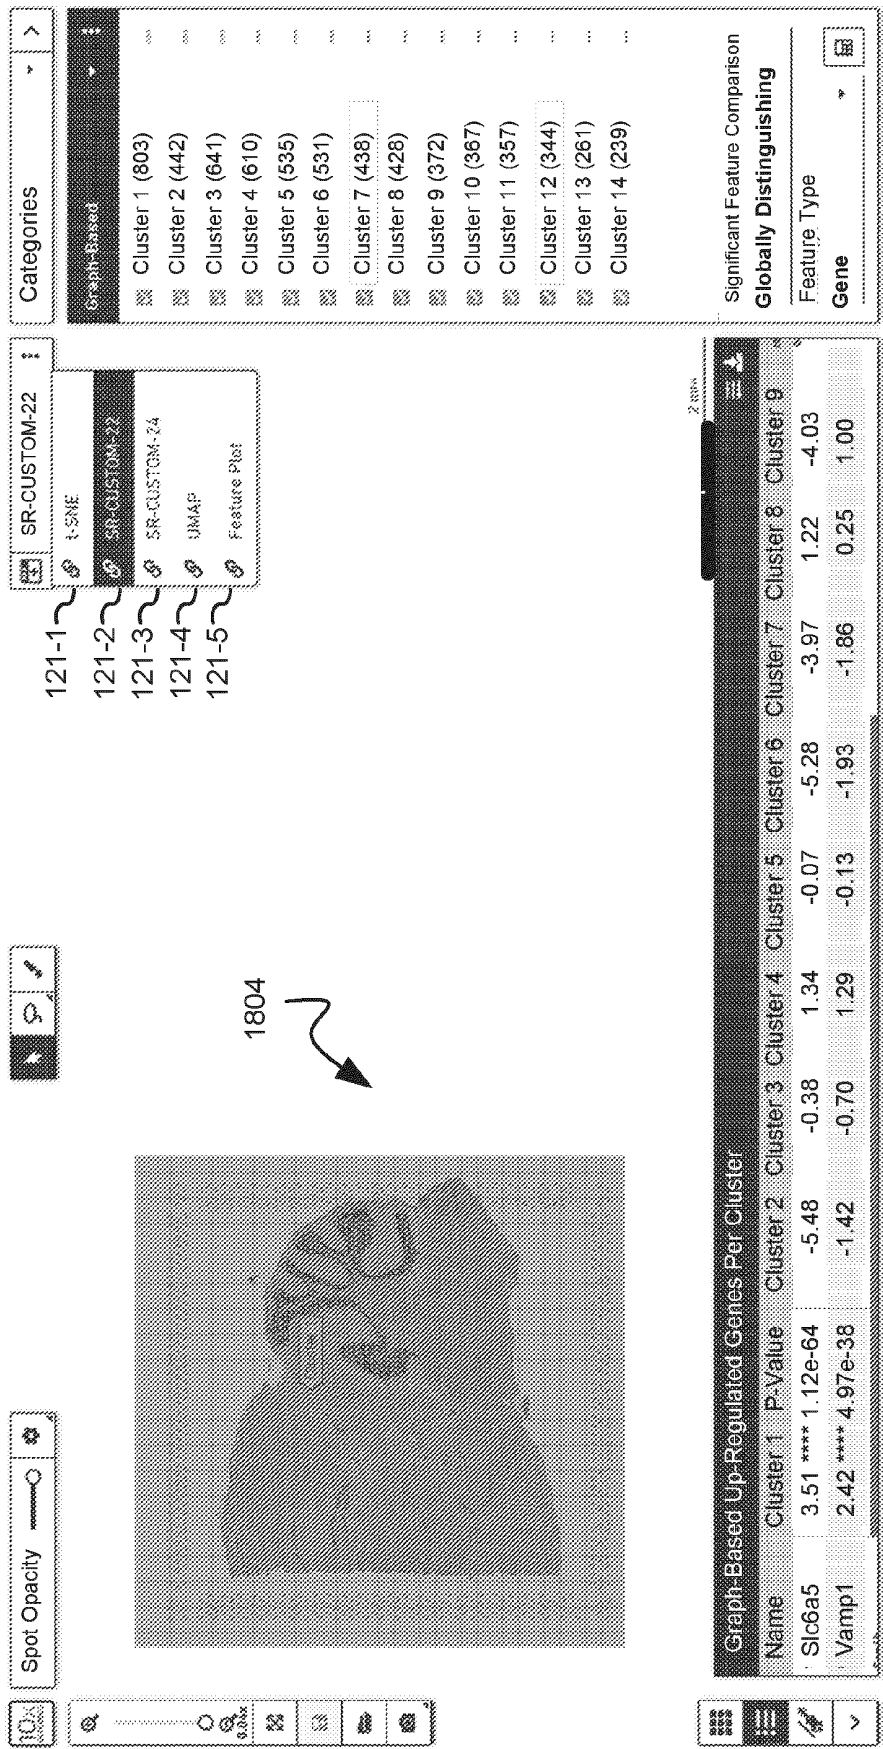 10x
Spot Opacity
SR-CUSTOM-22
Categories
0.04x
1804
121-1
121-2
121-3
121-4
121-5
t-SNE
SR-CUSTOM-22
SR-CUSTOM-24
UMAP
Feature Plot
Graph-Based
Cluster 1 (803)
Cluster 2 (442)
Cluster 3 (641)
Cluster 4 (610)
Cluster 5 (535)
Cluster 6 (531)
Cluster 7 (438)
Cluster 8 (428)
Cluster 9 (372)
Cluster 10 (367)
Cluster 11 (357)
Cluster 12 (344)
Cluster 13 (261)
Cluster 14 (239)
2 mm
Graph-Based Up-Regulated Genes Per Cluster
Name Cluster 1 P-Value Cluster 2 Cluster 3 Cluster 4 Cluster 5 Cluster 6 Cluster 7 Cluster 8 Cluster 9
Slc6a5 3.51 **** 1.12e-64 -5.48 -0.38 1.34 -0.07 -5.28 -3.97 1.22 -4.03
Vamp1 2.42 **** 4.97e-38 -1.42 -0.70 1.29 -0.13 -1.93 -1.86 0.25 1.00
Significant Feature Comparison
Globally Distinguishing
Feature Type
Gene